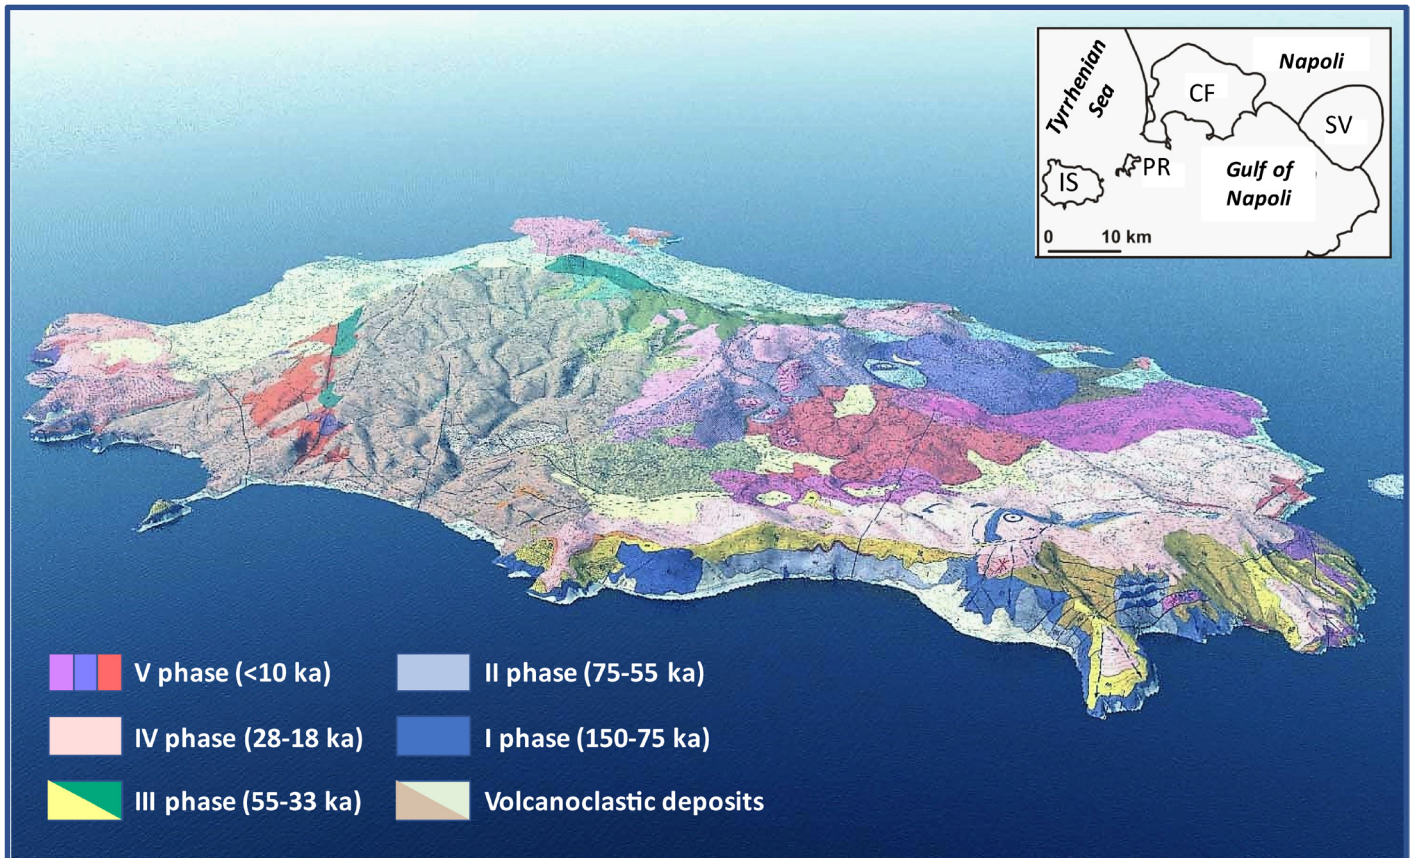 Tyrrhenian
Sea
Napoli
CF
SV
PR
IS
Gulf of
Napoli
0 10 km
V phase (<10 ka)
IV phase (28-18 ka)
III phase (55-33 ka)
II phase (75-55 ka)
I phase (150-75 ka)
Volcanoclastic deposits